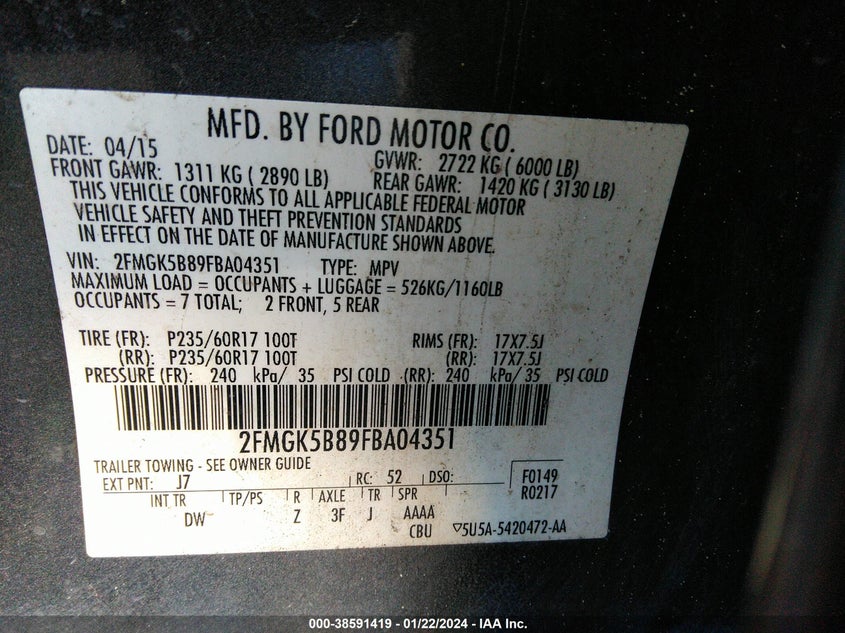 MFD. BY FORD MOTOR CO.
DATE: 04/15 GVWR: 2722 KG ( 6000 LB)
FRONT GAWR: 1311 KG ( 2890 LB) REAR GAWR: 1420 KG ( 3130 LB)
THIS VEHICLE CONFORMS TO ALL APPLICABLE FEDERAL MOTOR
VEHICLE SAFETY AND THEFT PREVENTION STANDARDS
IN EFFECT ON THE DATE OF MANUFACTURE SHOWN ABOVE.
VIN: 2FMGK5B89FBA04351 TYPE: MPV
MAXIMUM LOAD = OCCUPANTS + LUGGAGE = 526KG/1160LB
OCCUPANTS = 7 TOTAL; 2 FRONT, 5 REAR
TIRE (FR): P235/60R17 100T RIMS (FR): 17X7.5J
(RR): P235/60R17 100T (RR): 17X7.5J
PRESSURE (FR): 240 kPa/ 35 PSI COLD (RR): 240 kPa/ 35 PSI COLD
2FMGK5B89FBA04351
TRAILER TOWING - SEE OWNER GUIDE
EXT PNT: J7 RC: 52 DSO: F0149
R0217
INT TR TP/PS R AXLE TR SPR
DW Z 3F J AAAA
CBU 5U5A-5420472-AA
000-38591419 - 01/22/2024 - IAA Inc.